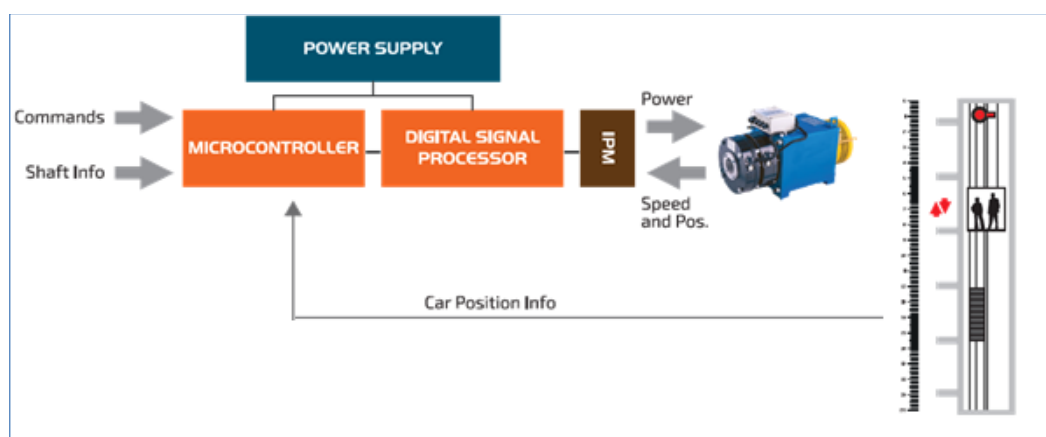 POWER SUPPLY
Commands
Shaft Info
MICROCONTROLLER
DIGITAL SIGNAL
PROCESSOR
IPM
Power
Speed
and Pos.
Car Position Info